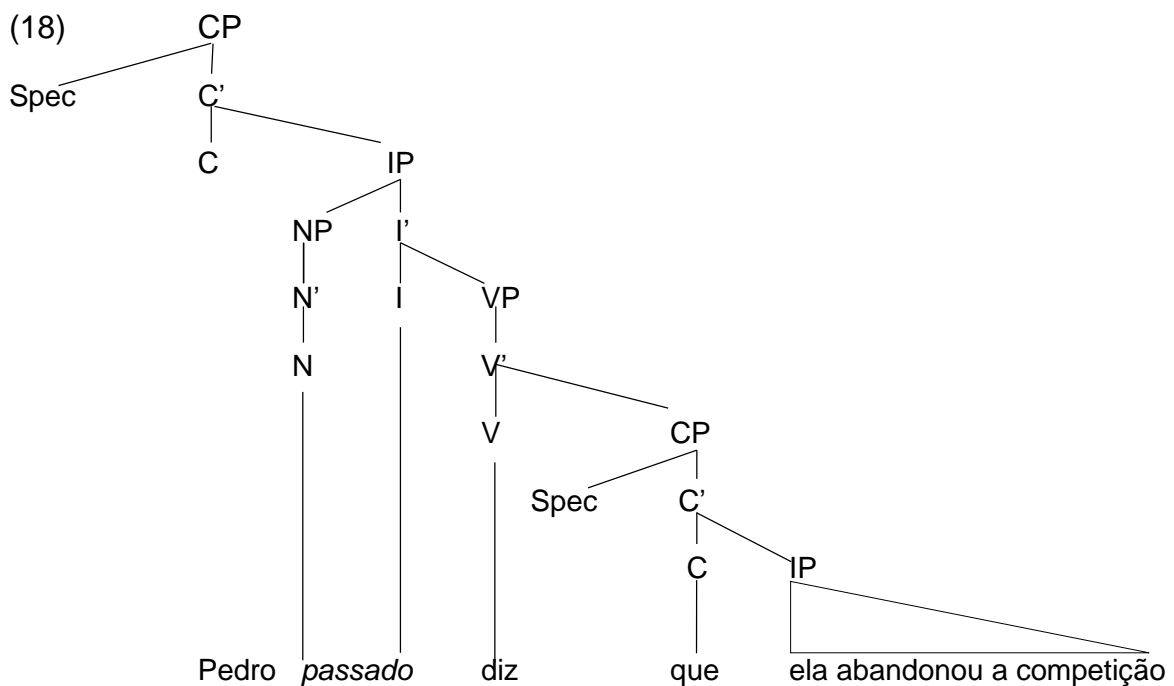 (18) CP
Spec C’
C IP
NP I’
N’ I VP
N V’
V CP
Spec C’
C IP
Pedro passado diz que ela abandonou a competição